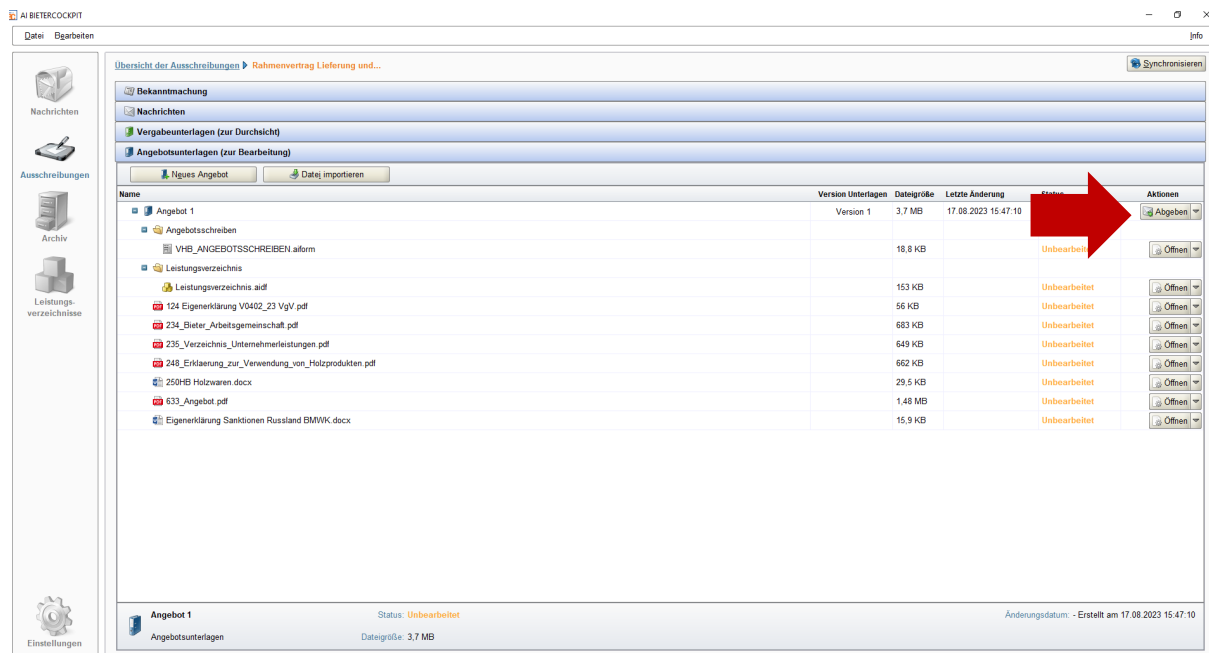 AI BIETERCOCKPIT
Datei Bearbeiten Info
Übersicht der Ausschreibungen Rahmenvertrag Lieferung und... Synchronisieren
Nachrichten
Ausschreibungen
Archiv
Leistungs-
verzeichnisse
Einstellungen
Bekanntmachung
Nachrichten
Vergabeunterlagen (zur Durchsicht)
Angebotsunterlagen (zur Bearbeitung)
Neues Angebot Datei importieren
Name Version Unterlagen Dateigröße Letzte Änderung Status Aktionen
Angebot 1 Version 1 3,7 MB 17.08.2023 15:47:10 Abgeben
Angebotsschreiben
VHB_ANGEBOTSSCHREIBEN.aiform 18,8 KB Unbearbeitet Öffnen
Leistungsverzeichnis
Leistungsverzeichnis.aidf 153 KB Unbearbeitet Öffnen
PDF 124 Eigenerklärung V0402_23 VgV.pdf 56 KB Unbearbeitet Öffnen
PDF 234_Bieter_Arbeitsgemeinschaft.pdf 683 KB Unbearbeitet Öffnen
PDF 235_Verzeichnis_Unternehmerleistungen.pdf 649 KB Unbearbeitet Öffnen
PDF 248_Erklaerung_zur_Verwendung_von_Holzprodukten.pdf 662 KB Unbearbeitet Öffnen
250HB Holzwaren.docx 29,5 KB Unbearbeitet Öffnen
PDF 633_Angebot.pdf 1,48 MB Unbearbeitet Öffnen
Eigenerklärung Sanktionen Russland BMWK.docx 15,9 KB Unbearbeitet Öffnen
Angebot 1 Status: Unbearbeitet Änderungsdatum: - Erstellt am 17.08.2023 15:47:10
Angebotsunterlagen Dateigröße: 3,7 MB